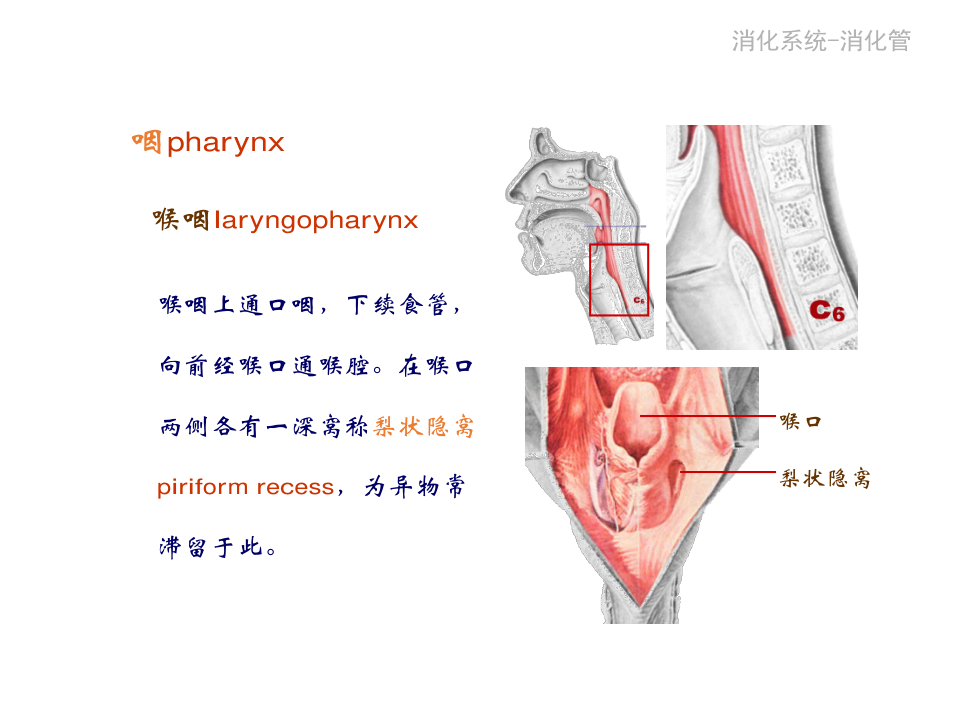 消化系统-消化管
咽pharynx
喉咽laryngopharynx
喉咽上通口咽，下续食管，
向前经喉口通喉腔。在喉口
两侧各有一深窝称梨状隐窝
piriform recess，为异物常
滞留于此。
C6
C6
喉口
梨状隐窝